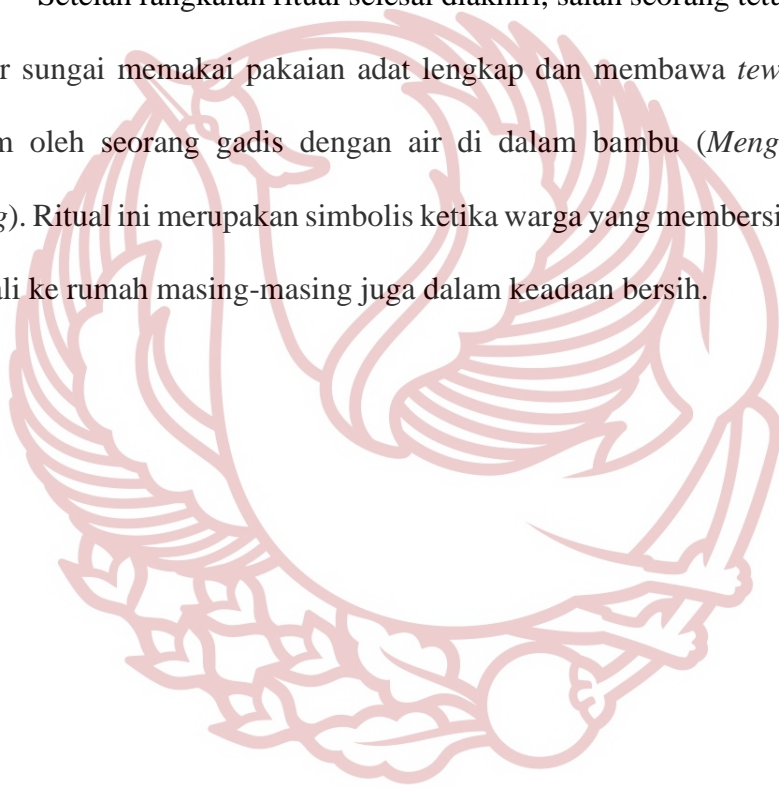 Setelah rangkaian ritual selesai diakhiri, salah seorang
r sungai memakai pakaian adat lengkap dan membawa tew
m oleh seorang gadis dengan air di dalam bambu (Meng
g). Ritual ini merupakan simbolis ketika warga yang membersi
ali ke rumah masing-masing juga dalam keadaan bersih.